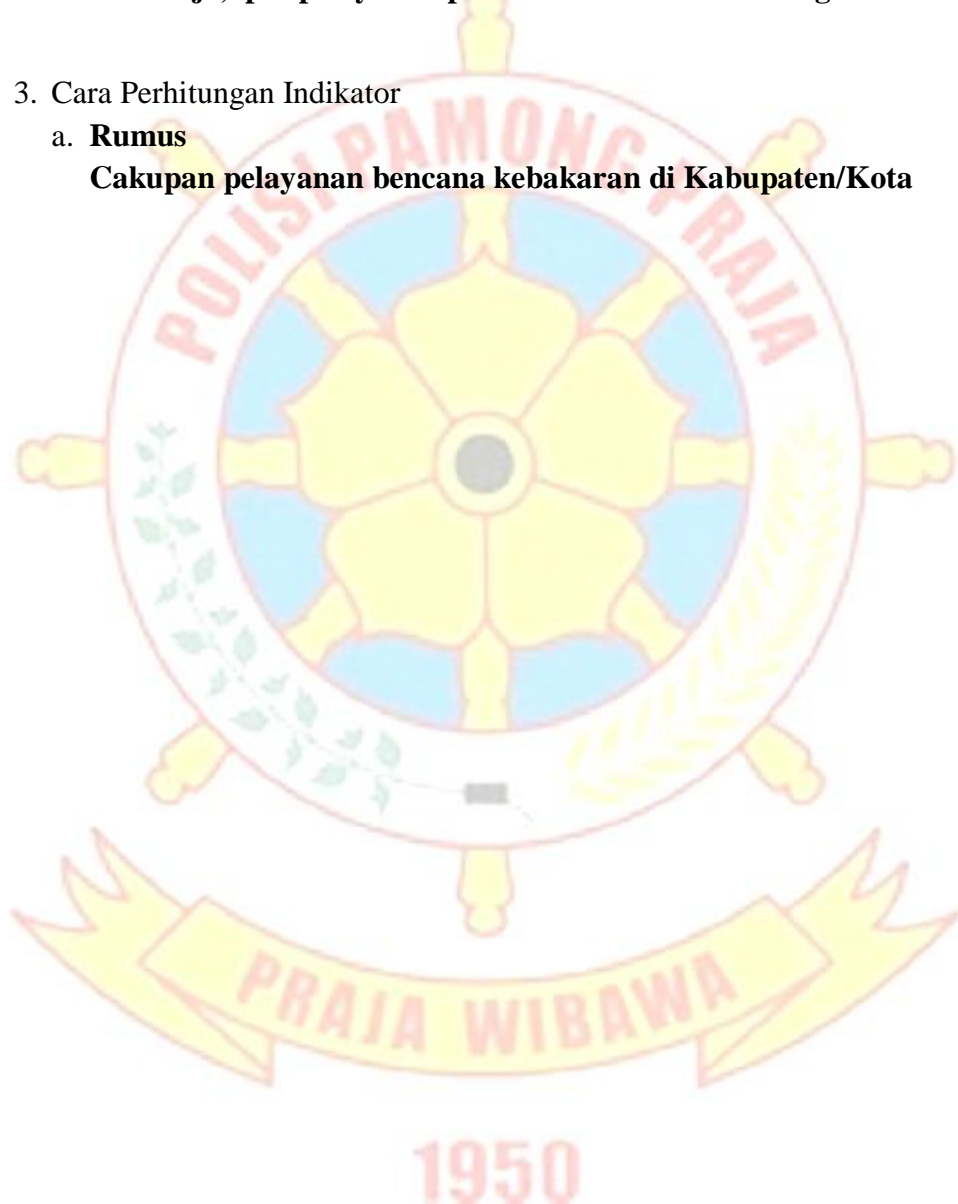 3. Cara Perhitungan Indikator
a. Rumus
Cakupan pelayanan bencana kebakaran di Kabupaten/Kota
POLISI PAMONG PRAJA
PRAJA WIBAWA
1950